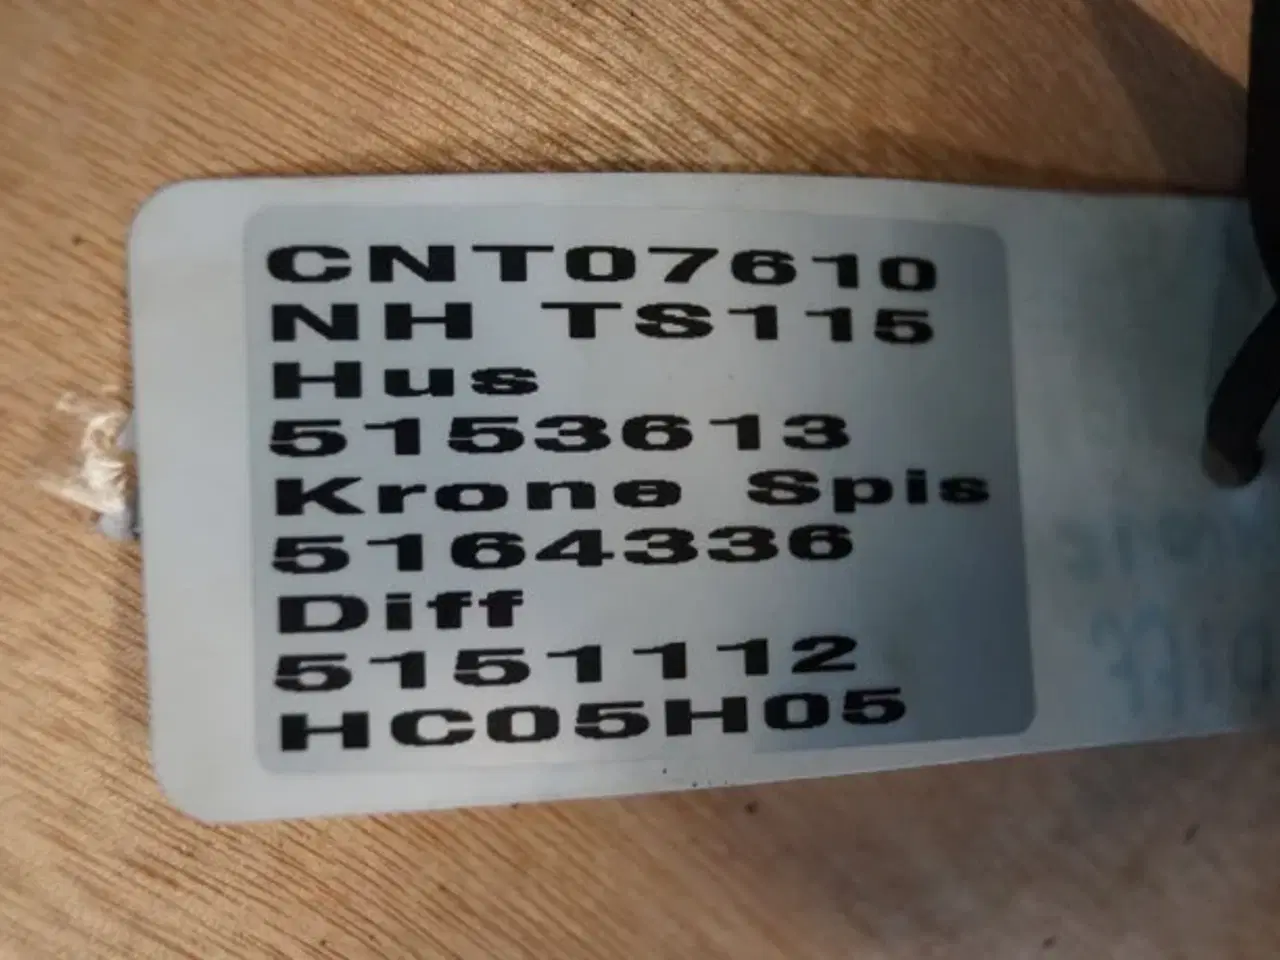 CNT07610
NH TS115
Hus
5153613
Krone Spis
5164336
Diff
5151112
HC05H05